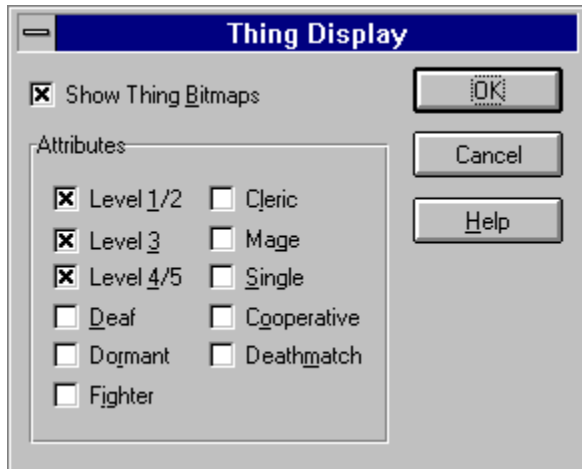 Thing Display
Show Thing Bitmaps
OK
Cancel
Help
Attributes
Level 1/2
Cleric
Level 3
Mage
Level 4/5
Single
Deaf
Cooperative
Dormant
Deathmatch
Fighter